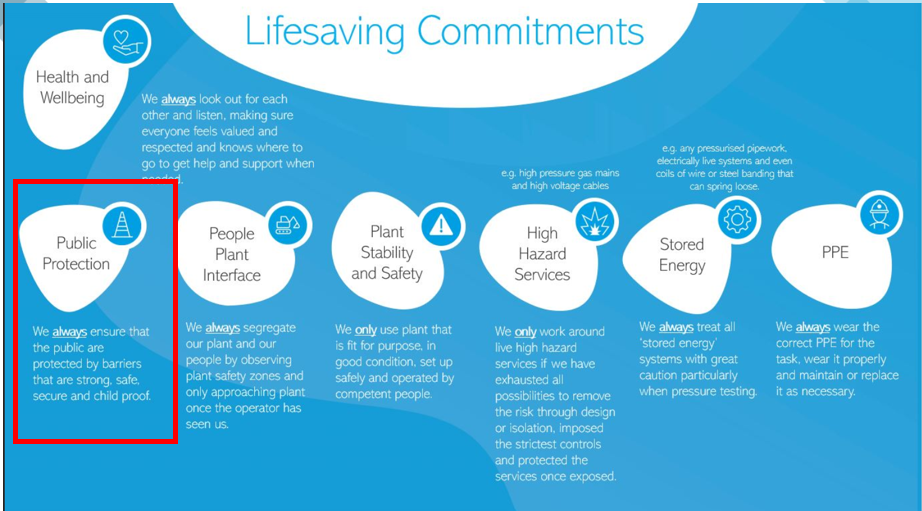 Lifesaving Commitments
Health and
Wellbeing
We always look out for each
other and listen, making sure
everyone feels valued and
respected and knows where to
go to get help and support when
needed.
Public
Protection
We always ensure that
the public are
protected by barriers
that are strong, safe,
secure and child proof.
People
Plant
Interface
We always segregate
our plant and our
people by observing
plant safety zones and
only approaching plant
once the operator has
seen us.
Plant
Stability
and Safety
We only use plant that
is fit for purpose, in
good condition, set up
safely and operated by
competent people.
e.g. high pressure gas mains
and high voltage cables
High
Hazard
Services
We only work around
live high hazard
services if we have
exhausted all
possibilities to remove
the risk through design
or isolation, imposed
the strictest controls
and protected the
services once exposed.
e.g. any pressurised pipework,
electrically live systems and even
coils of wire or steel banding that
can spring loose.
Stored
Energy
We always treat all
'stored energy'
systems with great
caution particularly
when pressure testing.
PPE
We always wear the
correct PPE for the
task, wear it properly
and maintain or replace
it as necessary.